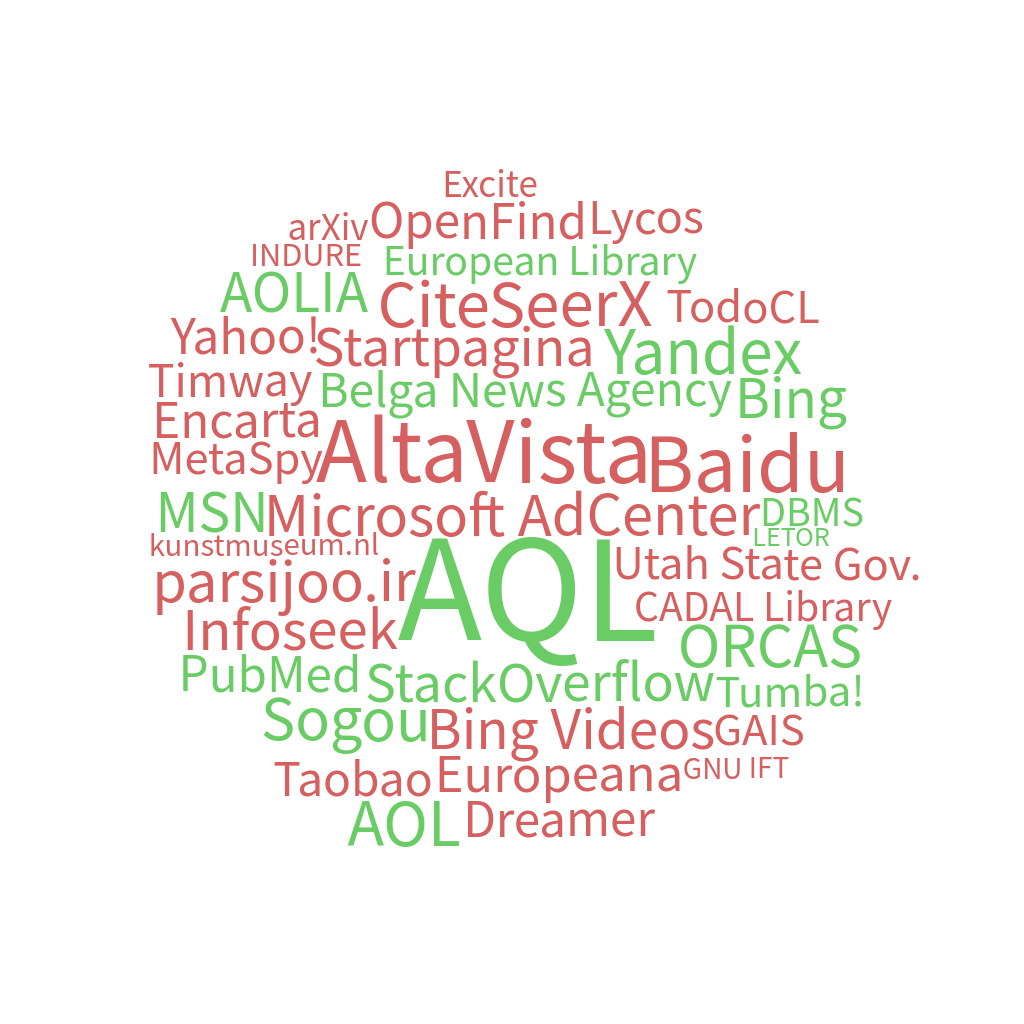 Excite
arXiv OpenFind Lycos
INDURE European Library
AOLIA CiteSeerX TodoCL
Yahoo! Startpagina Yandex
Timway Belga News Agency Bing
Encarta AltaVista Baidu
MetaSpy
MSN Microsoft AdCenter DBMS
kunstmuseum.nl AQL LETOR
parsijoo.ir Utah State Gov.
Infoseek CADAL Library
ORCAS
PubMed StackOverflow Tumba!
Sogou Bing Videos GAIS
Taobao Europeana GNU IFT
AOL Dreamer